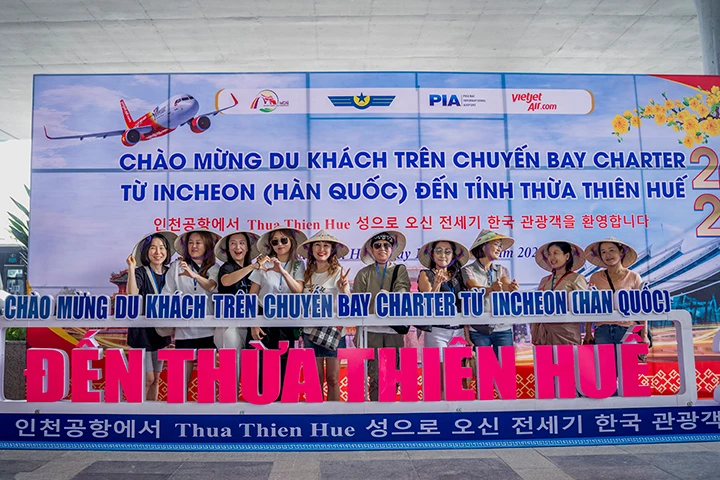 PIA
vietjet
Air.com
CHÀO MỪNG DU KHÁCH TRÊN CHUYẾN BAY CHARTER
TỪ INCHEON (HÀN QUỐC) ĐẾN TỈNH THỪA THIÊN HUẾ
인천공항에서 Thua Thien Hue 성으로 오신 전세기 한국 관광객을 환영합니다
CHÀO MỪNG DU KHÁCH TRÊN CHUYẾN BAY CHARTER TỪ INCHEON (HÀN QUỐC)
ĐẾN THỪA THIÊN HUẾ
인천공항에서 Thua Thien Hue 성으로 오신 전세기 한국 관광객